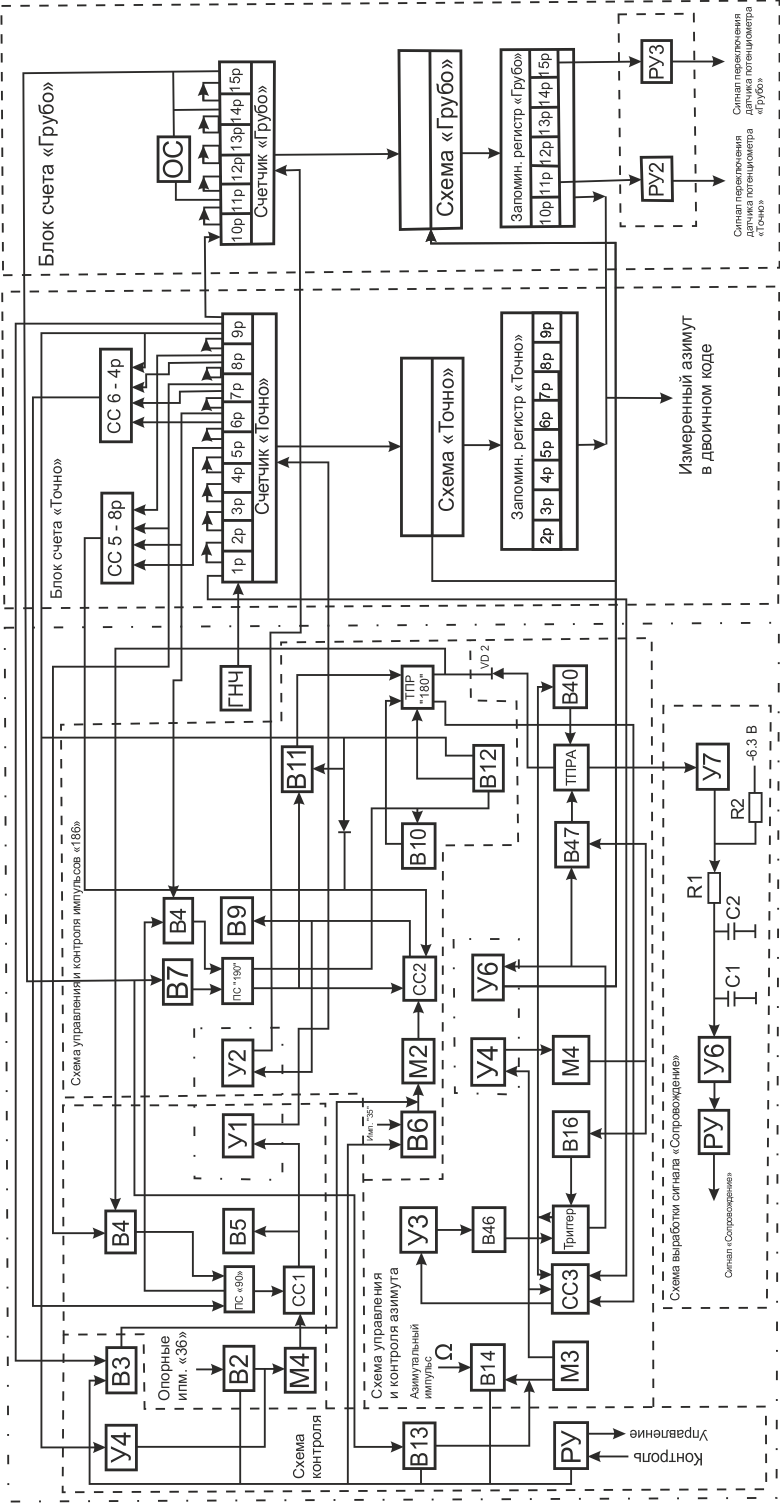 Блок счета «Грубо»
ОС
10р 11р 12р 13р 14р 15р
Счетчик «Грубо»
Схема «Грубо»
Запомин. регистр «Грубо»
10р 11р 12р 13р 14р 15р
РУ2
РУ3
Сигнал переключения
датчика потенциометра
«Точно»
Сигнал переключения
датчика потенциометра
«Грубо»
Блок счета «Точно»
СС 5 - 8р
СС 6 - 4р
1р 2р 3р 4р 5р 6р 7р 8р 9р
Счетчик «Точно»
Схема «Точно»
Запомин. регистр «Точно»
2р 3р 4р 5р 6р 7р 8р 9р
Измеренный азимут
в двоичном коде
Схема управления и контроля импульсов «186»
ГНЧ
В4
В7
В9
ПС "190"
У2
У1
В11
ТПР
"180"
В10
В12
VD 2
СС2
М2
В6
Имп. "35"
В4
В5
ПС «90»
СС1
В3
Опорные
ипм. «36»
В2
М4
У4
Схема
контроля
Схема управления
и контроля азимута
Азимутальный
импульс
Ω
В13
В14
М3
У3
В46
Триггер
СС3
В16
У4
М4
У6
В47
ТПРА
В40
РУ
Контроль
Управление
Схема выработки сигнала «Сопровождение»
У7
-6.3 В
R2
R1
C2
C1
У6
РУ
Сигнал «Сопровождение»